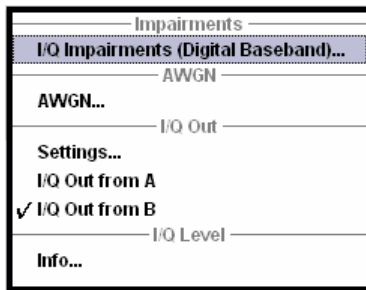 Impairments
I/Q Impairments (Digital Baseband)...
AWGN
AWGN...
I/Q Out
Settings...
I/Q Out from A
I/Q Out from B
I/Q Level
Info...